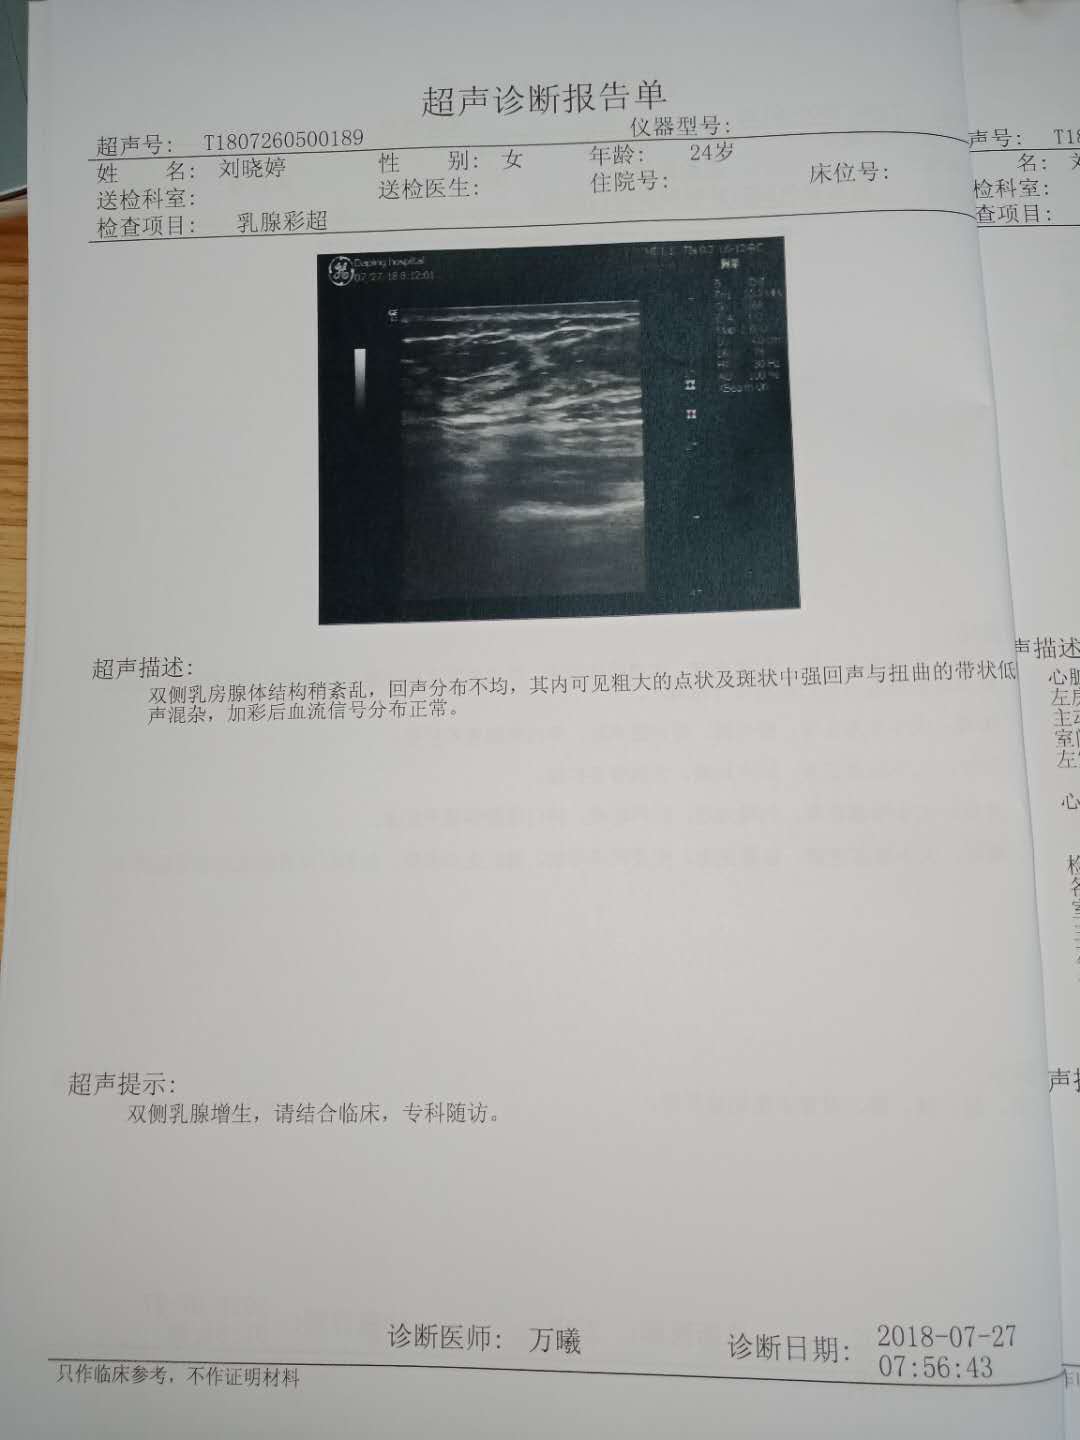 超声诊断报告单
超声号: T1807260500189 仪器型号:
姓 名: 刘晓婷 性 别: 女 年龄: 24岁
送检科室: 送检医生: 住院号: 床位号:
检查项目: 乳腺彩超
Daping hospital
07/27/18 8:12:01
超声描述:
双侧乳房腺体结构稍紊乱，回声分布不均，其内可见粗大的点状及斑状中强回声与扭曲的带状低
声混杂，加彩后血流信号分布正常。
超声提示:
双侧乳腺增生，请结合临床，专科随访。
诊断医师: 万曦 诊断日期: 2018-07-27
07:56:43
只作临床参考，不作证明材料
声号: T18
名:
检科室:
查项目:
声描述
心
左房
主动
室间
左室
心